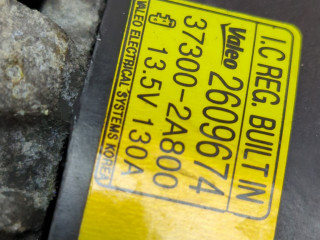 I.C REG. BUILT IN
Valeo 2609674
37300-2A800
13.5V 130A
VALEO ELECTRICAL SYSTEMS KOREA